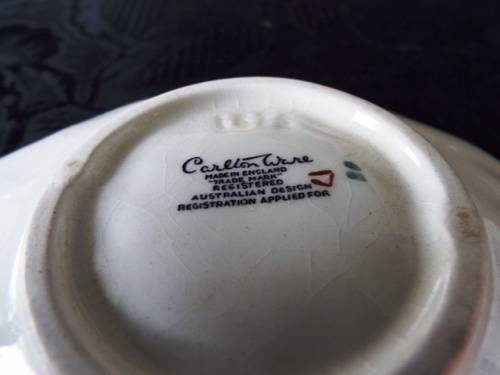 Carlton Ware
MADE IN ENGLAND
"TRADE MARK"
REGISTERED
AUSTRALIAN DESIGN
REGISTRATION APPLIED FOR